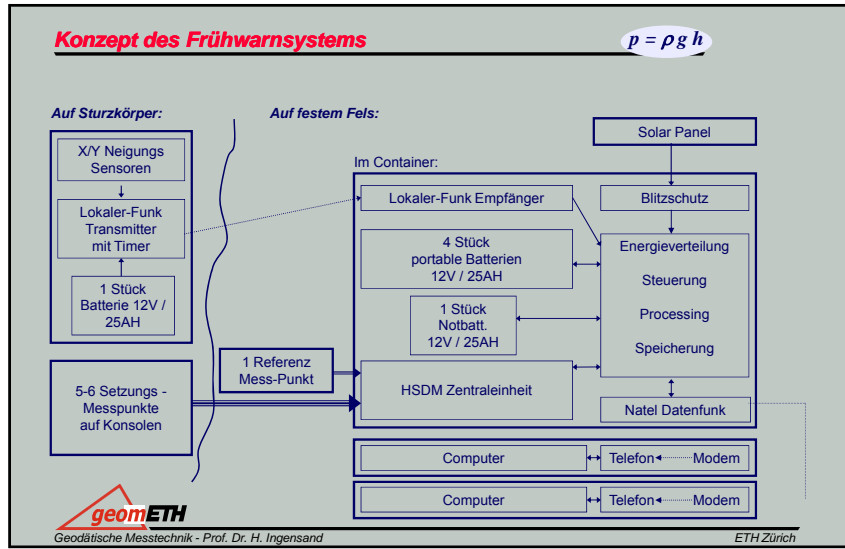 Konzept des Frühwarnsystems
p = ρ g h
Auf Sturzkörper:
Auf festem Fels:
X/Y Neigungs
Sensoren
Lokaler-Funk
Transmitter
mit Timer
1 Stück
Batterie 12V /
25AH
5-6 Setzungs -
Messpunkte
auf Konsolen
1 Referenz
Mess-Punkt
Solar Panel
Im Container:
Lokaler-Funk Empfänger
Blitzschutz
4 Stück
portable Batterien
12V / 25AH
1 Stück
Notbatt.
12V / 25AH
HSDM Zentraleinheit
Energieverteilung
Steuerung
Processing
Speicherung
Natel Datenfunk
Computer
Telefon
Modem
Computer
Telefon
Modem
geomETH
Geodätische Messtechnik - Prof. Dr. H. Ingensand
ETH Zürich